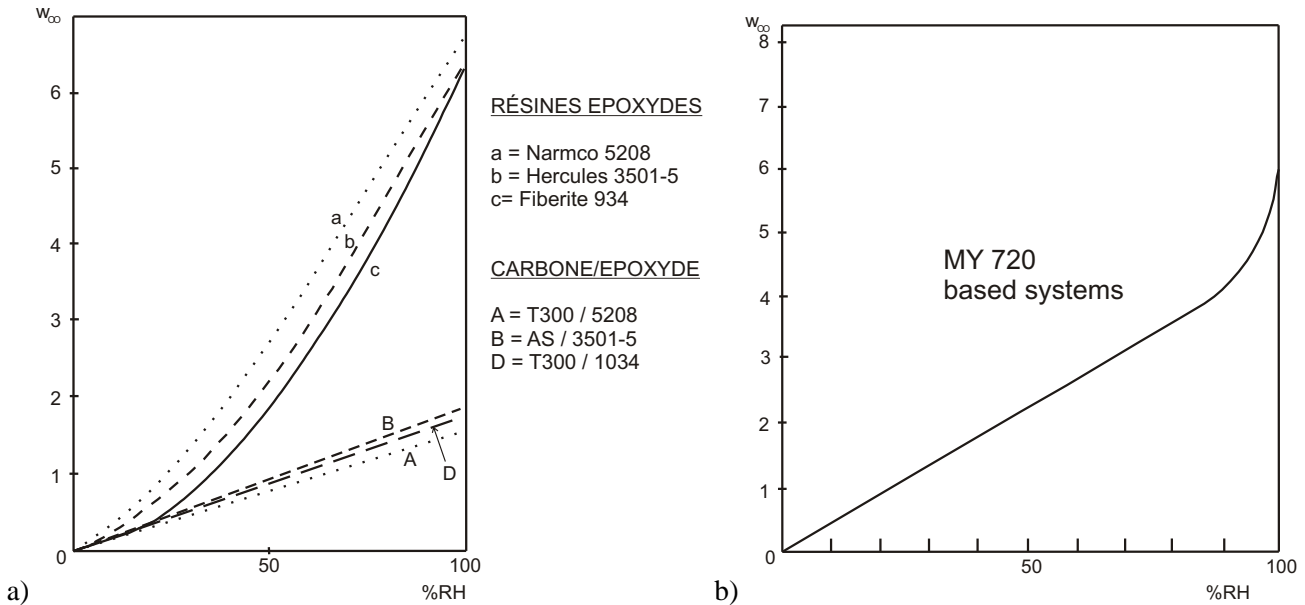 w∞
6
5
4
3
2
1
0
50
100
%RH
a
b
c
B
A
D
a)
RÉSINES EPOXYDES
a = Narmco 5208
b = Hercules 3501-5
c= Fiberite 934
CARBONE/EPOXYDE
A = T300 / 5208
B = AS / 3501-5
D = T300 / 1034
w∞
8
7
6
5
4
3
2
1
0
50
100
%RH
MY 720
based systems
b)